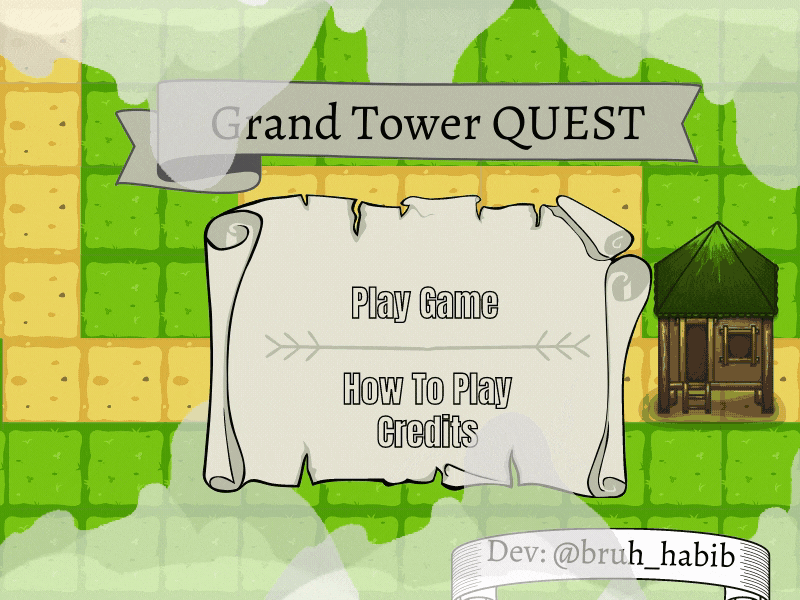 Grand Tower QUEST
Play Game
How To Play
Credits
Dev: @bruh_habib